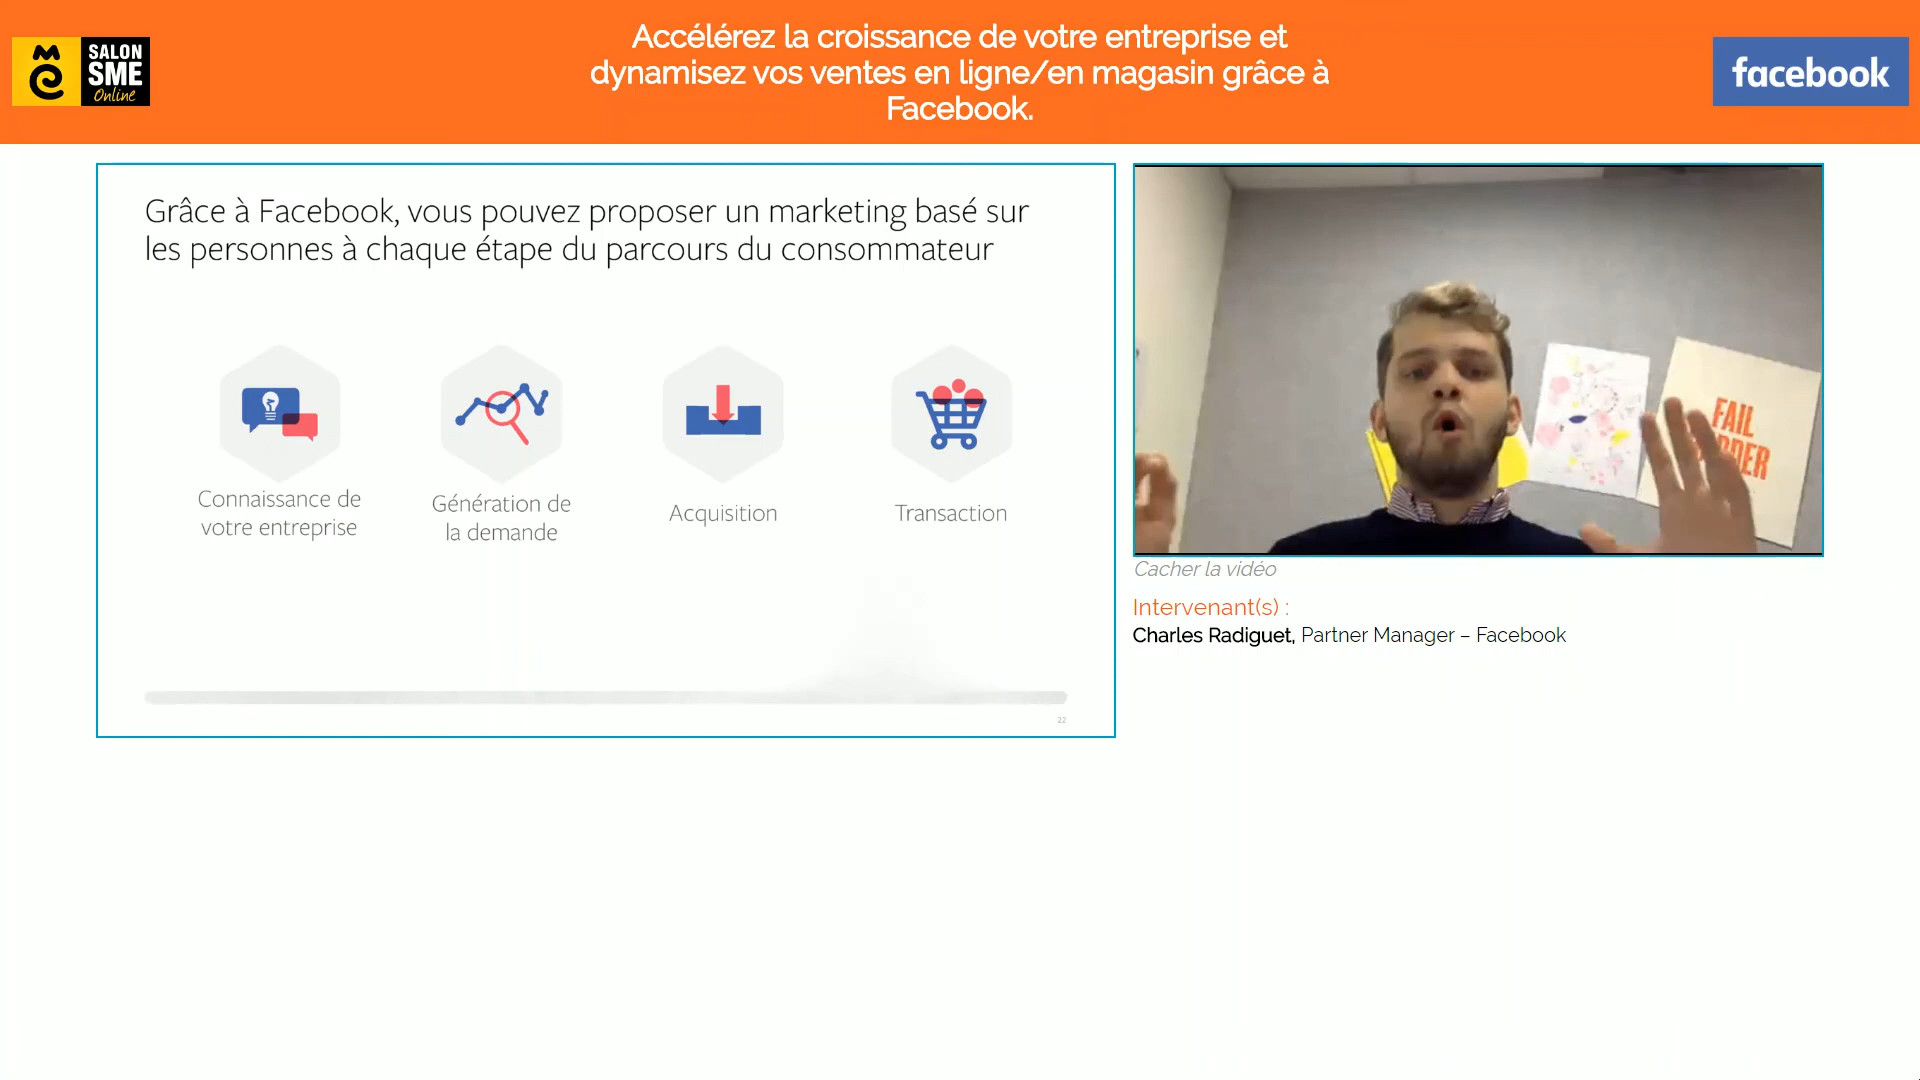 SALON
SME
Online
Accélérez la croissance de votre entreprise et
dynamisez vos ventes en ligne/en magasin grâce à
Facebook.
facebook
Grâce à Facebook, vous pouvez proposer un marketing basé sur
les personnes à chaque étape du parcours du consommateur
Connaissance de
votre entreprise
Génération de
la demande
Acquisition
Transaction
22
FAIL
Cacher la vidéo
Intervenant(s) :
Charles Radiguet, Partner Manager – Facebook